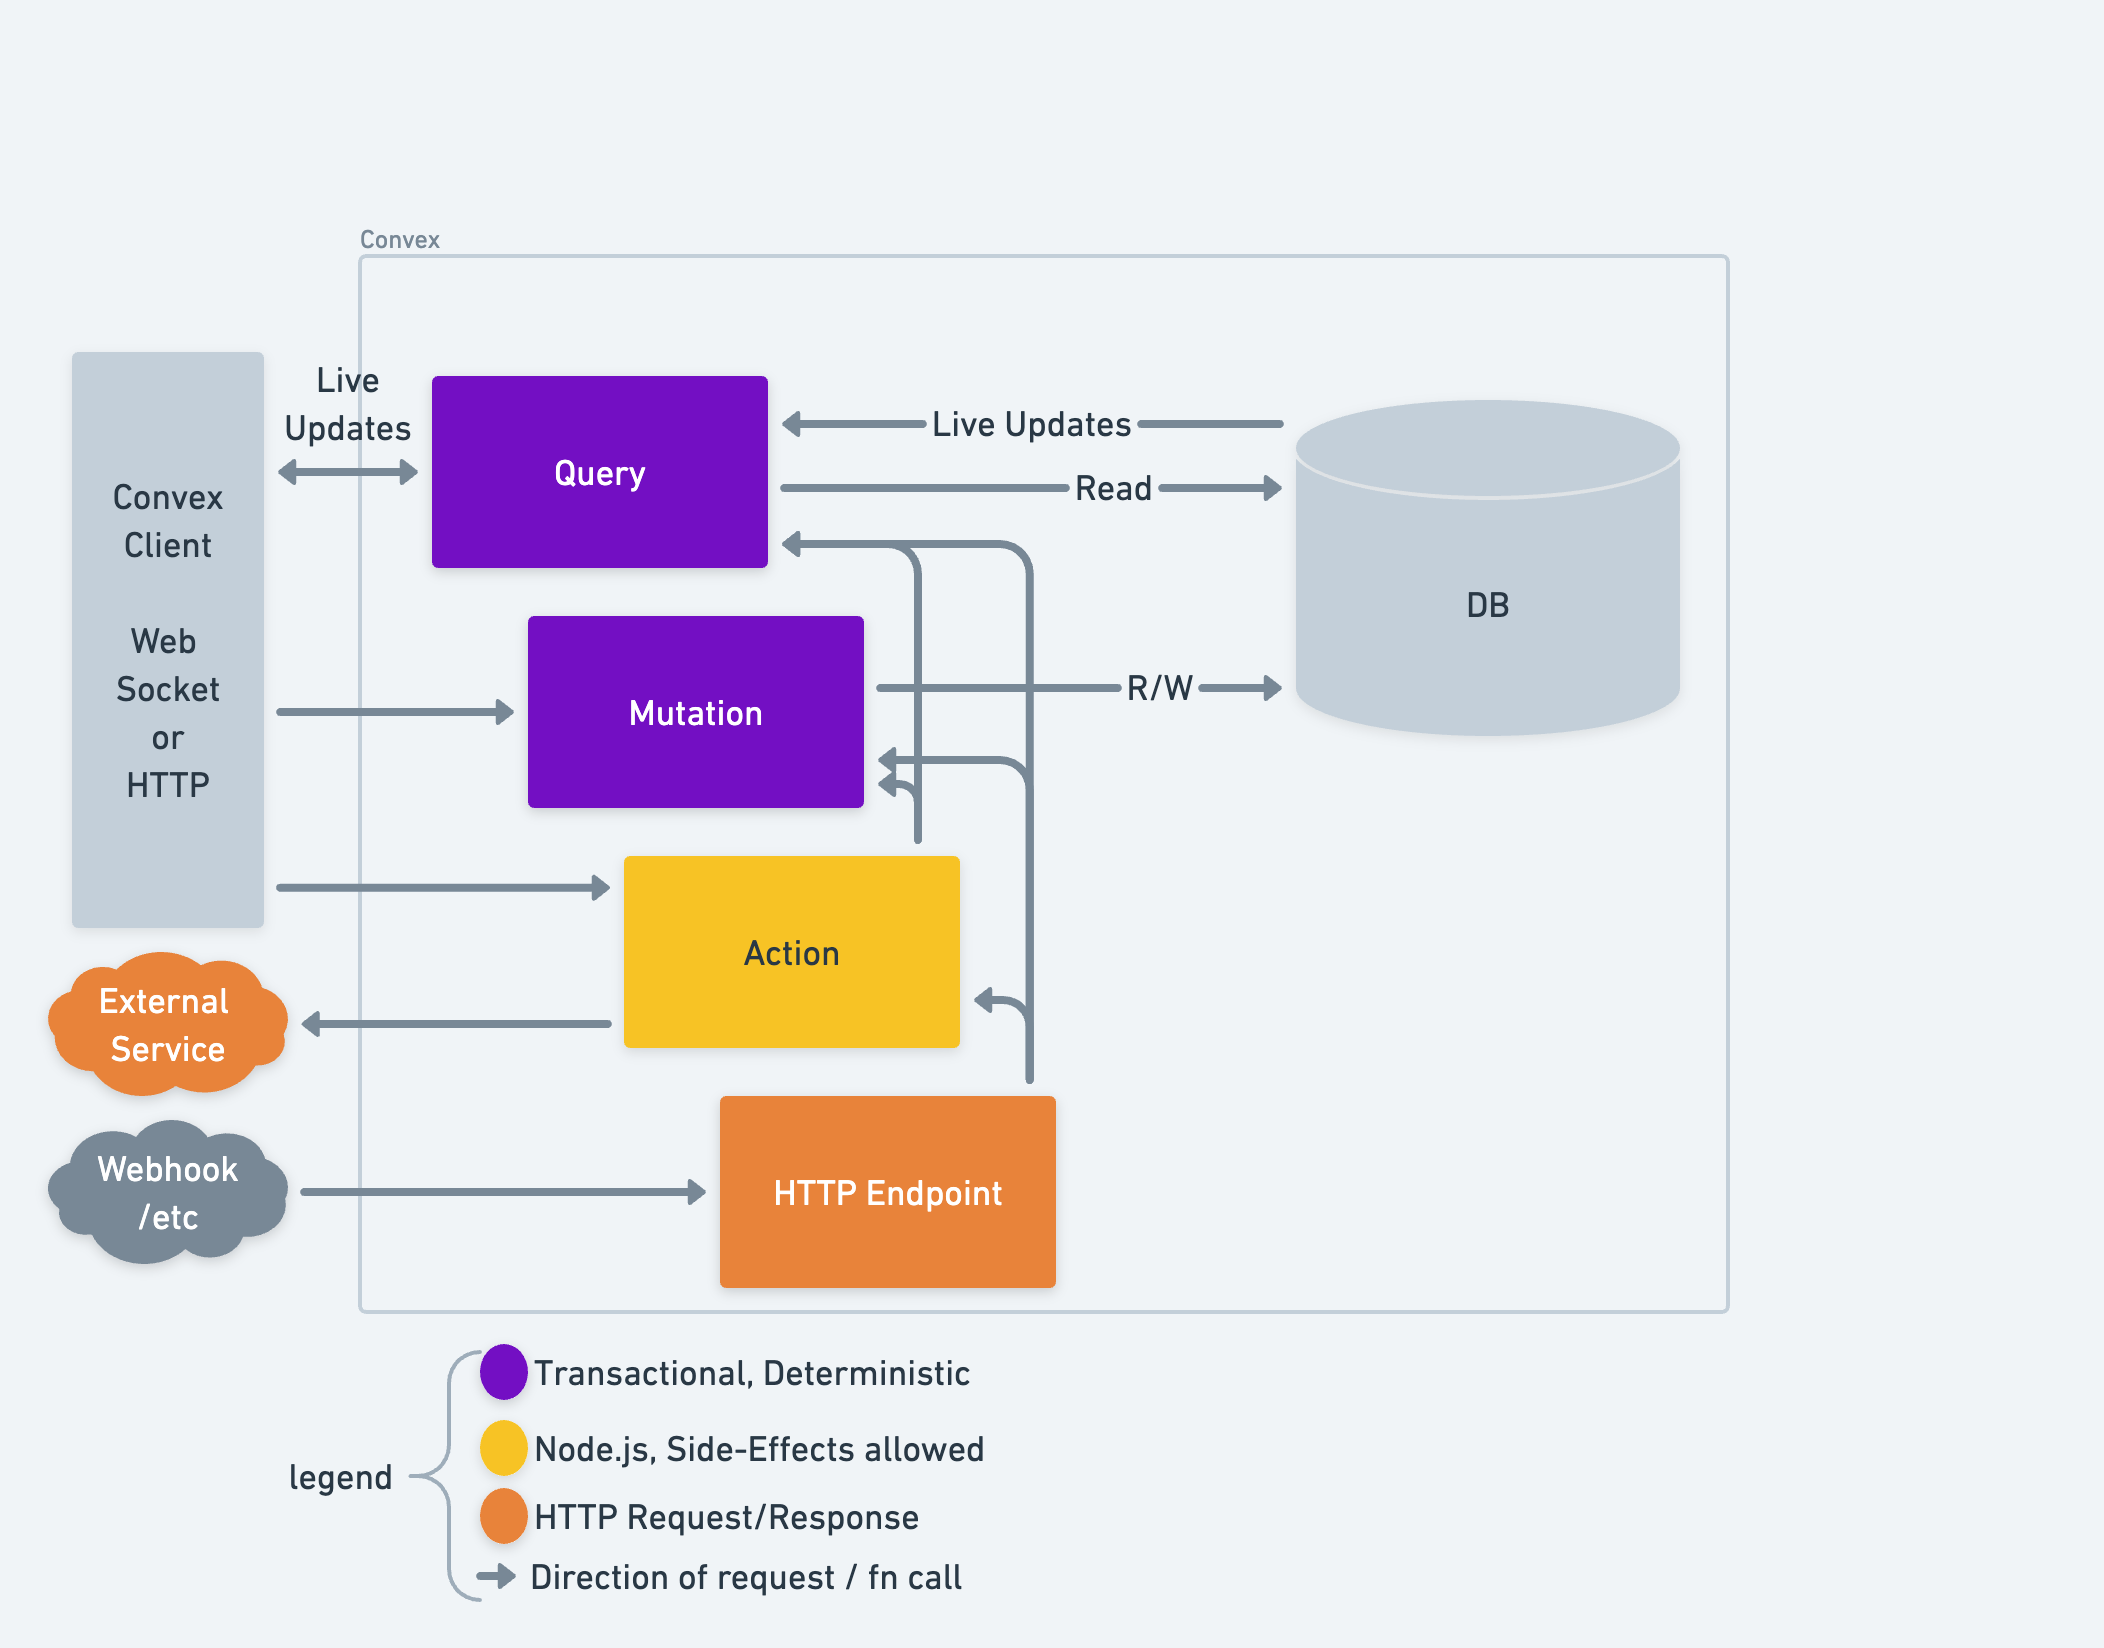 Convex
Live
Updates
Query
Live Updates
Read
Convex
Client
Web
Socket
or
HTTP
DB
R/W
Mutation
Action
External
Service
Webhook
/etc
HTTP Endpoint
legend
Transactional, Deterministic
Node.js, Side-Effects allowed
HTTP Request/Response
Direction of request / fn call